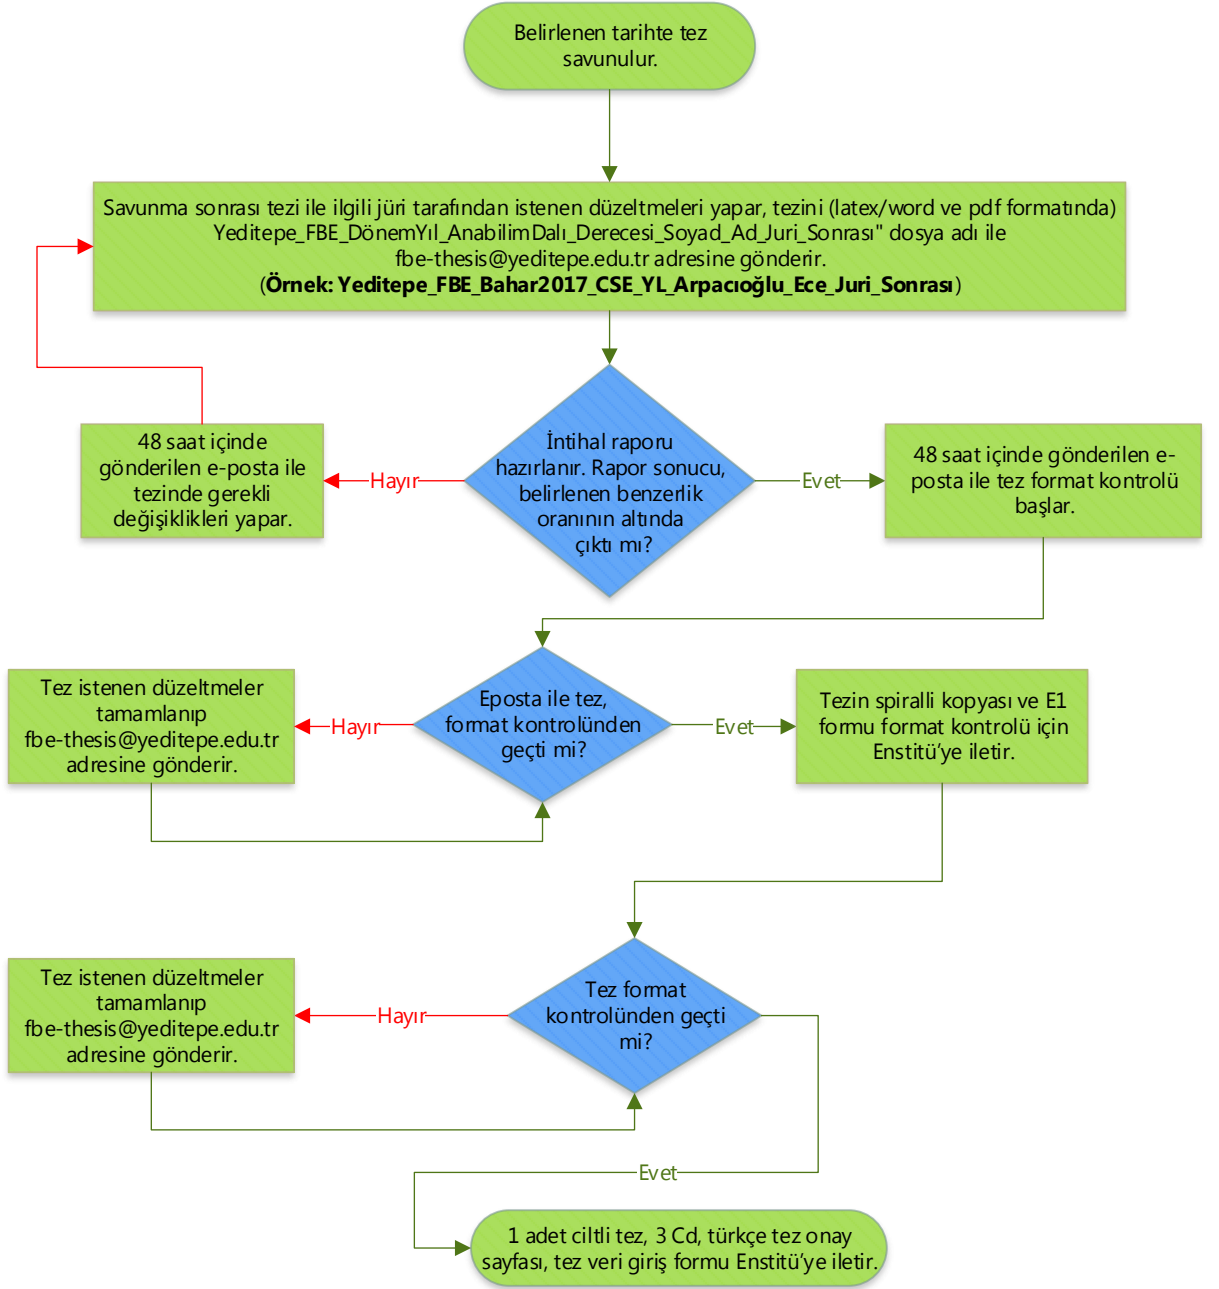 Belirlenen tarihte tez
savunulur.
Savunma sonrası tezi ile ilgili jüri tarafından istenen düzeltmeleri yapar, tezini (latex/word ve pdf formatında)
Yeditepe_FBE_DönemYıl_AnabilimDalı_Derecesi_Soyad_Ad_Juri_Sonrası" dosya adı ile
fbe-thesis@yeditepe.edu.tr adresine gönderir.
(Örnek: Yeditepe_FBE_Bahar2017_CSE_YL_Arpacıoğlu_Ece_Juri_Sonrası)
48 saat içinde
gönderilen e-posta ile
tezinde gerekli
değişiklikleri yapar.
Hayır
İntihal raporu
hazırlanır. Rapor sonucu,
belirlenen benzerlik
oranının altında
çıktı mı?
Evet
48 saat içinde gönderilen e-
posta ile tez format kontrolü
başlar.
Tez istenen düzeltmeler
tamamlanıp
fbe-thesis@yeditepe.edu.tr
adresine gönderir.
Hayır
Eposta ile tez,
format kontrolünden
geçti mi?
Evet
Tezin spiralli kopyası ve E1
formu format kontrolü için
Enstitü’ye iletir.
Tez istenen düzeltmeler
tamamlanıp
fbe-thesis@yeditepe.edu.tr
adresine gönderir.
Hayır
Tez format
kontrolünden geçti
mi?
Evet
1 adet ciltli tez, 3 Cd, türkçe tez onay
sayfası, tez veri giriş formu Enstitü’ye iletir.